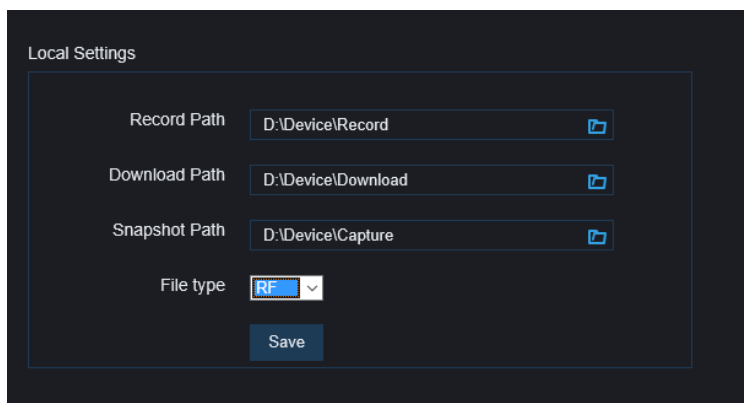 Local Settings
Record Path D:\Device\Record
Download Path D:\Device\Download
Snapshot Path D:\Device\Capture
File type RF
Save